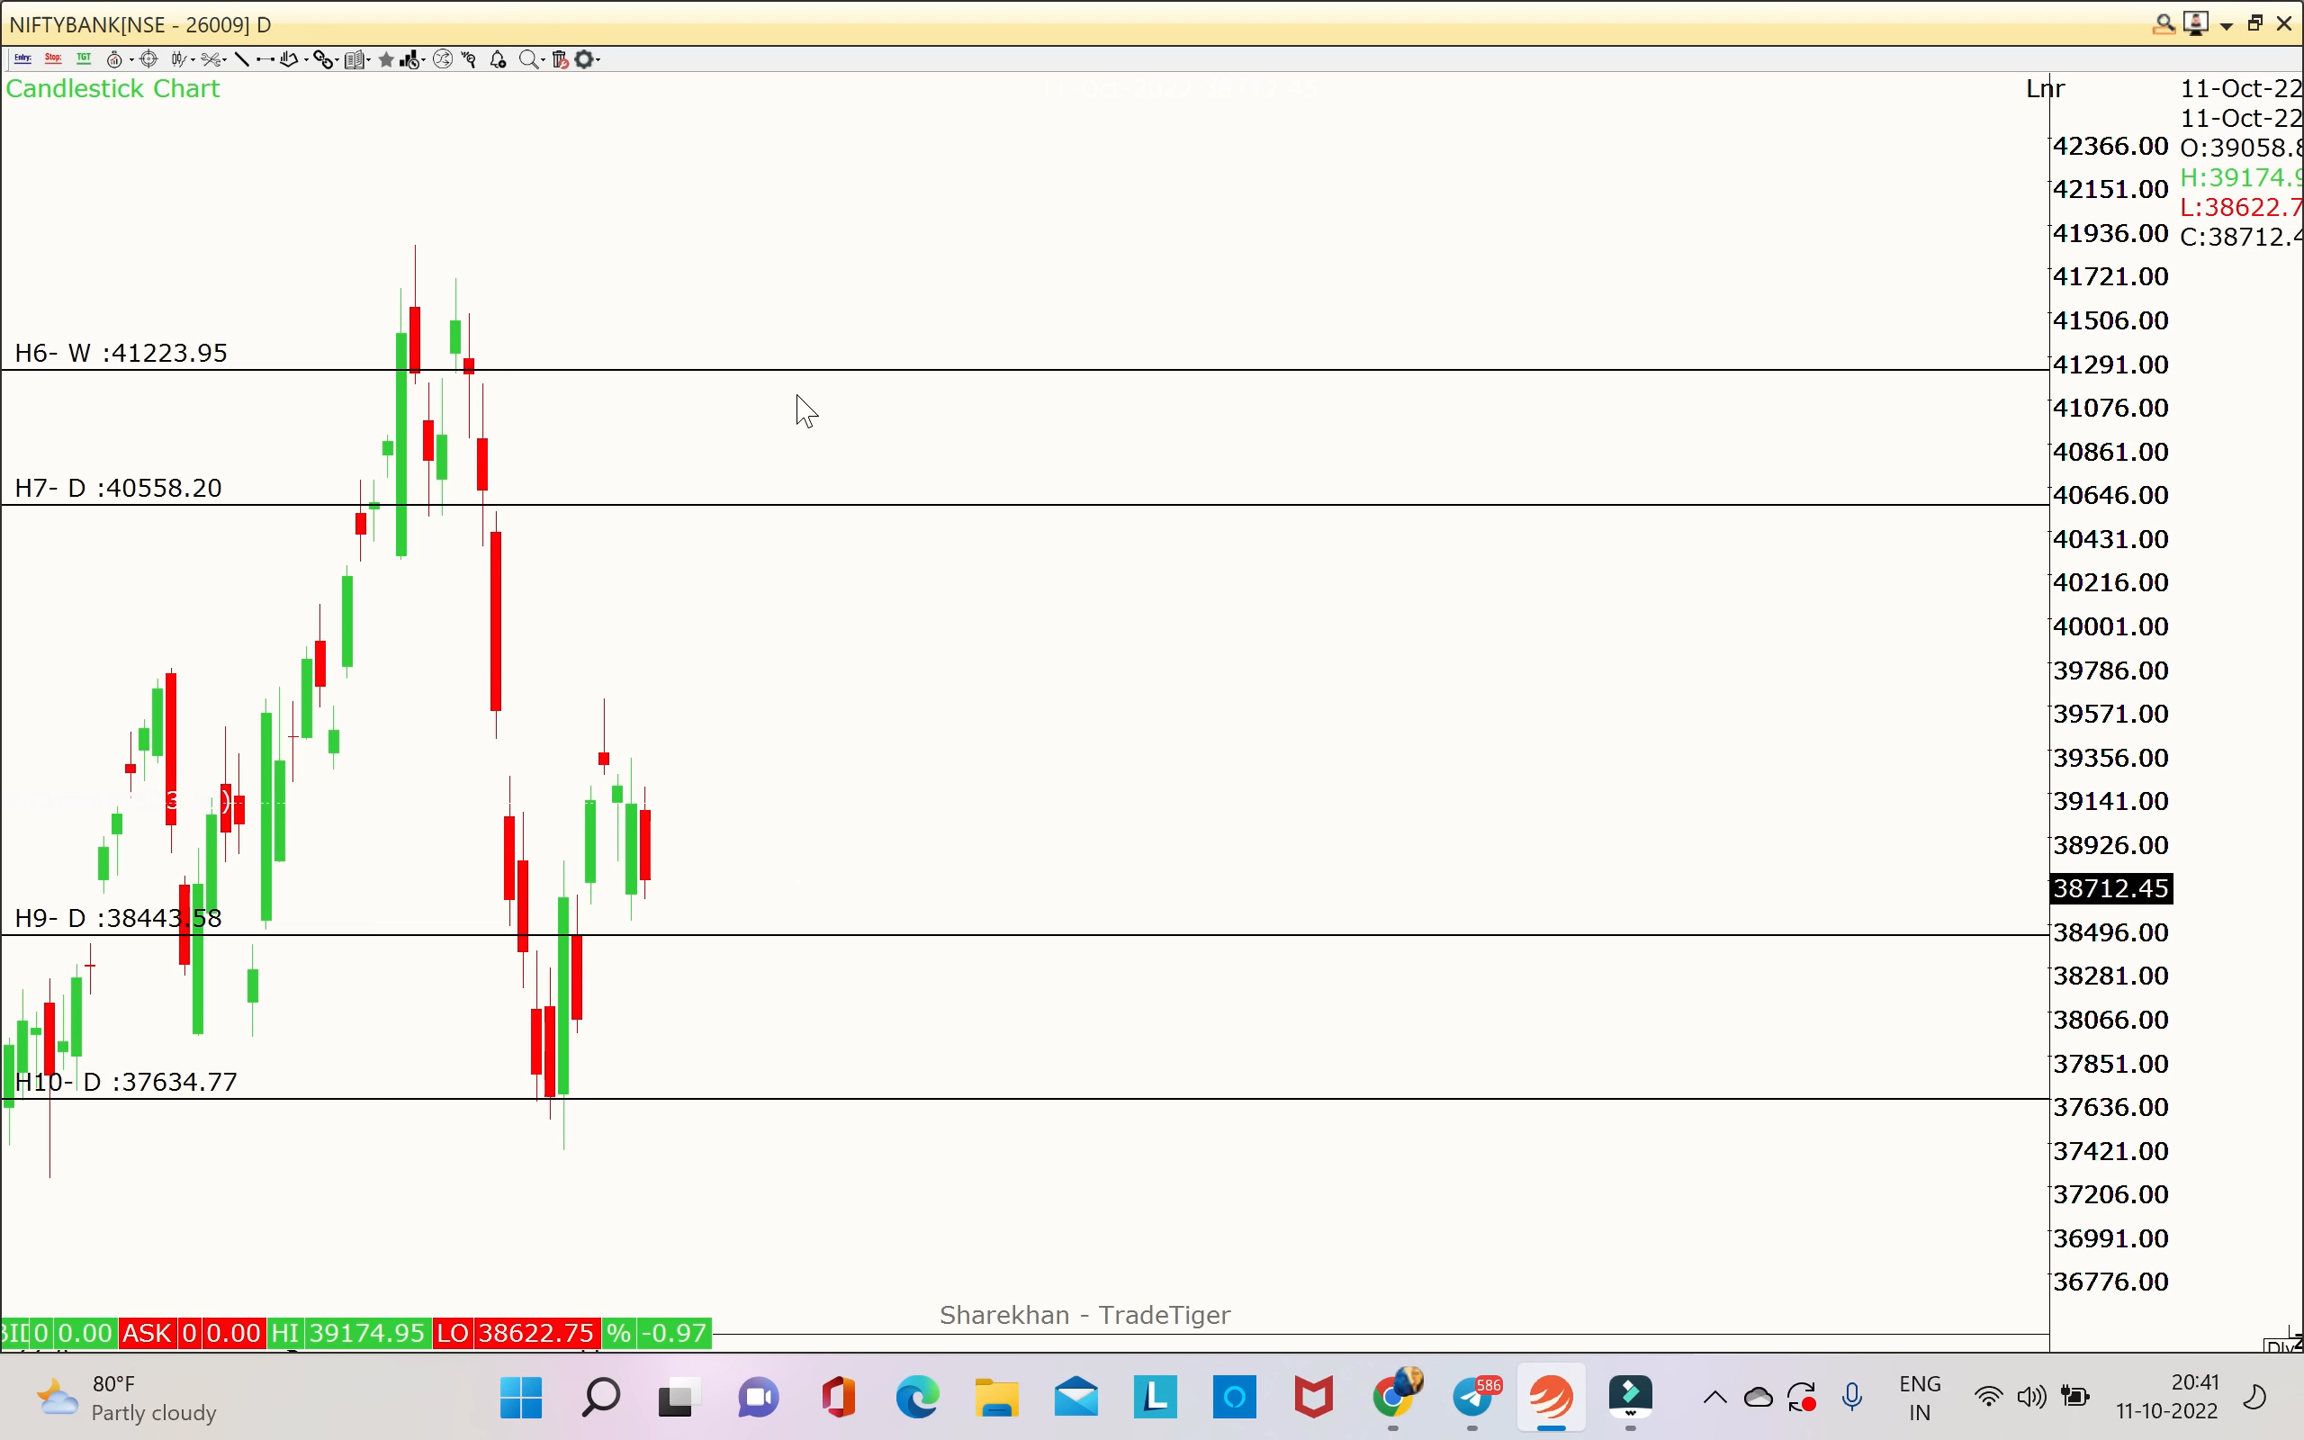 NIFTYBANK[NSE - 26009] D
Entry: Stop: TGT
Candlestick Chart
Lnr
11-Oct-22
11-Oct-22
O:39058.8
H:39174.9
L:38622.7
C:38712.4
42366.00
42151.00
41936.00
41721.00
41506.00
H6- W :41223.95
41291.00
41076.00
40861.00
H7- D :40558.20
40646.00
40431.00
40216.00
40001.00
39786.00
39571.00
39356.00
39141.00
38926.00
38712.45
H9- D :38443.58
38496.00
38281.00
38066.00
37851.00
H10- D :37634.77
37636.00
37421.00
37206.00
36991.00
36776.00
Sharekhan - TradeTiger
BID 0 0.00 ASK 0 0.00 HI 39174.95 LO 38622.75 % -0.97
Dly
80°F
Partly cloudy
586
ENG
IN
20:41
11-10-2022